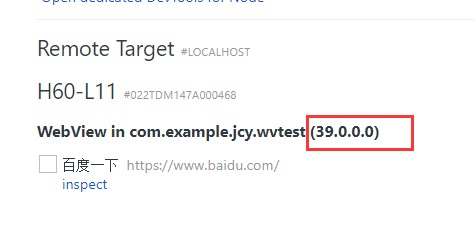 Open dedicated DevTools for Node
Remote Target #LOCALHOST
H60-L11 #022TDM147A000468
WebView in com.example.jcy.wvtest (39.0.0.0)
百度一下 https://www.baidu.com/
inspect